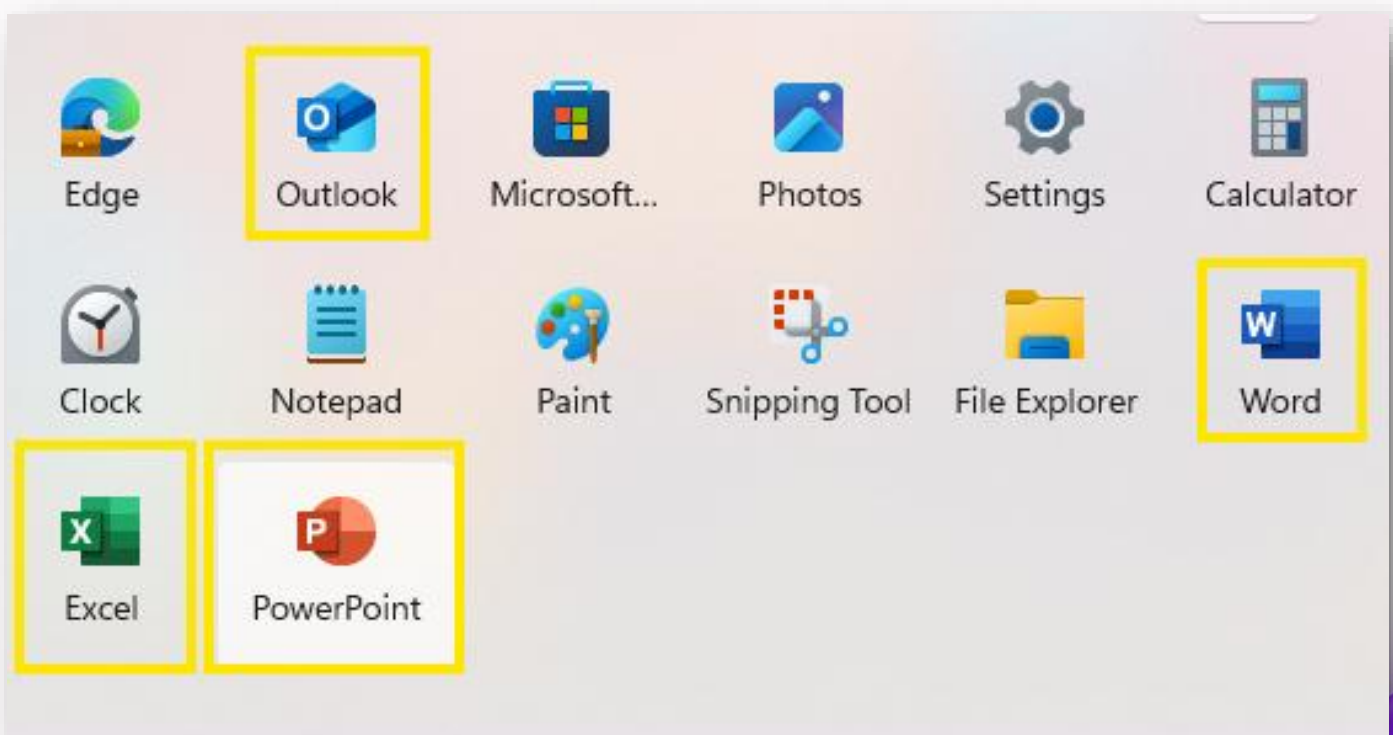 Edge Outlook Microsoft... Photos Settings Calculator
Clock Notepad Paint Snipping Tool File Explorer Word
Excel PowerPoint